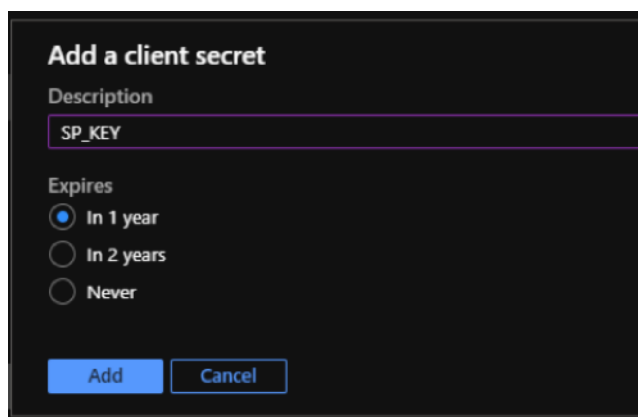 Add a client secret
Description
SP_KEY
Expires
In 1 year
In 2 years
Never
Add Cancel